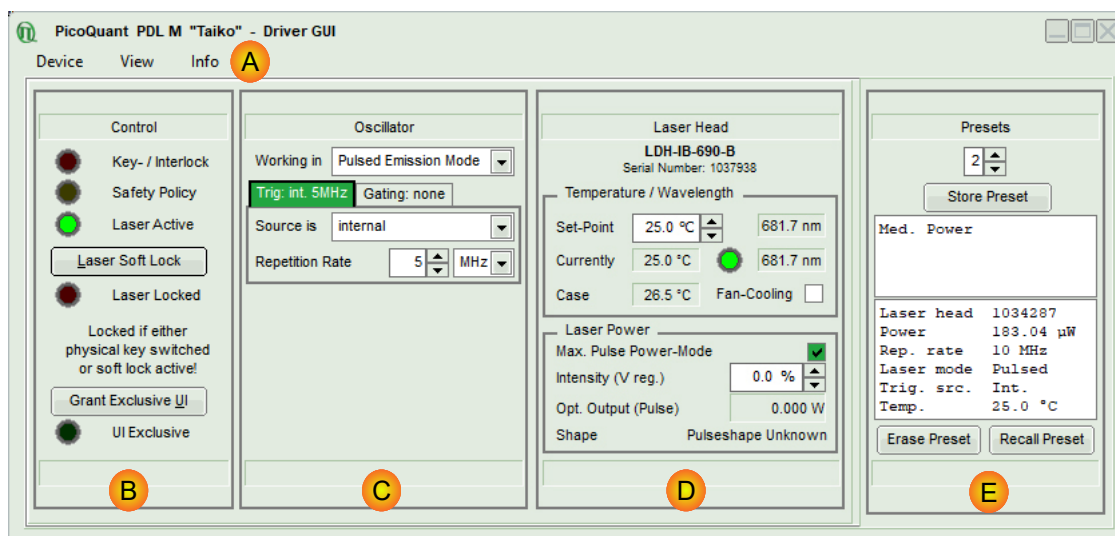 PicoQuant PDL M "Taiko" - Driver GUI
Device View Info A
Control
Key- / Interlock
Safety Policy
Laser Active
Laser Soft Lock
Laser Locked
Locked if either
physical key switched
or soft lock active!
Grant Exclusive UI
UI Exclusive
B
Oscillator
Working in Pulsed Emission Mode
Trig: int. 5MHz Gating: none
Source is internal
Repetition Rate 5 MHz
C
Laser Head
LDH-IB-690-B
Serial Number: 1037938
Temperature / Wavelength
Set-Point 25.0 °C 681.7 nm
Currently 25.0 °C 681.7 nm
Case 26.5 °C Fan-Cooling
Laser Power
Max. Pulse Power-Mode
Intensity (V reg.) 0.0 %
Opt. Output (Pulse) 0.000 W
Shape Pulseshape Unknown
D
Presets
2
Store Preset
Med. Power
Laser head 1034287
Power 183.04 µW
Rep. rate 10 MHz
Laser mode Pulsed
Trig. src. Int.
Temp. 25.0 °C
Erase Preset Recall Preset
E